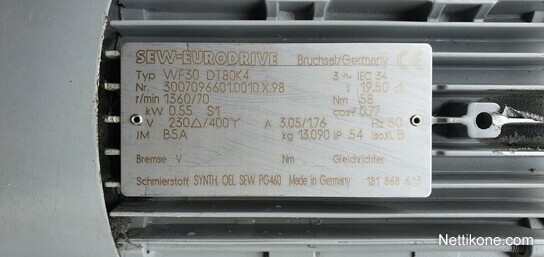 SEW-EURODRIVE Bruchsal/Germany CE
Typ WF30 DT80K4 3 ~ IEC 34
Nr. 3007096601.0010.X.98 i 19,50 :1
r/min 1360/70 Nm 58
kW 0.55 S1 cosφ 0.77
V 230△/400Y A 3.05/1.76 Hz 50
IM B5A kg 13,090 IP 54 Iso.Kl. B
Bremse V Nm Gleichrichter
Schmierstoff SYNTH. OEL SEW PG460 Made in Germany 181 868 6.13
Nettikone.com